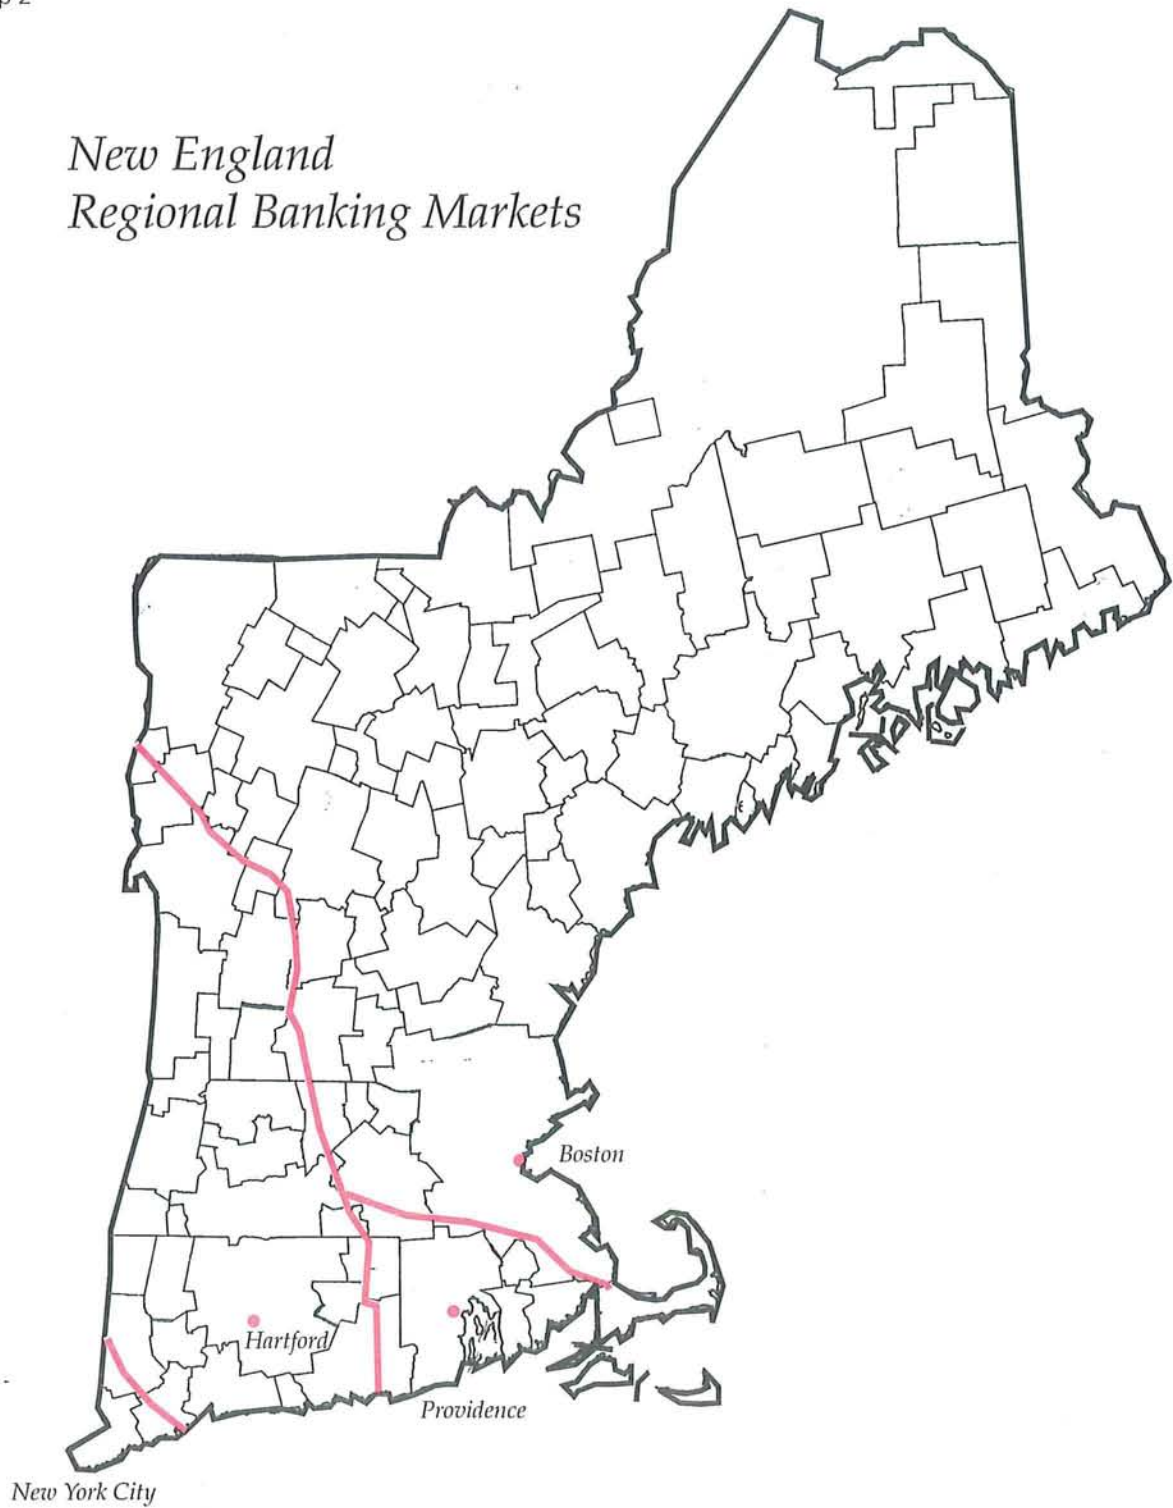 New England
Regional Banking Markets
Boston
Hartford
Providence
New York City